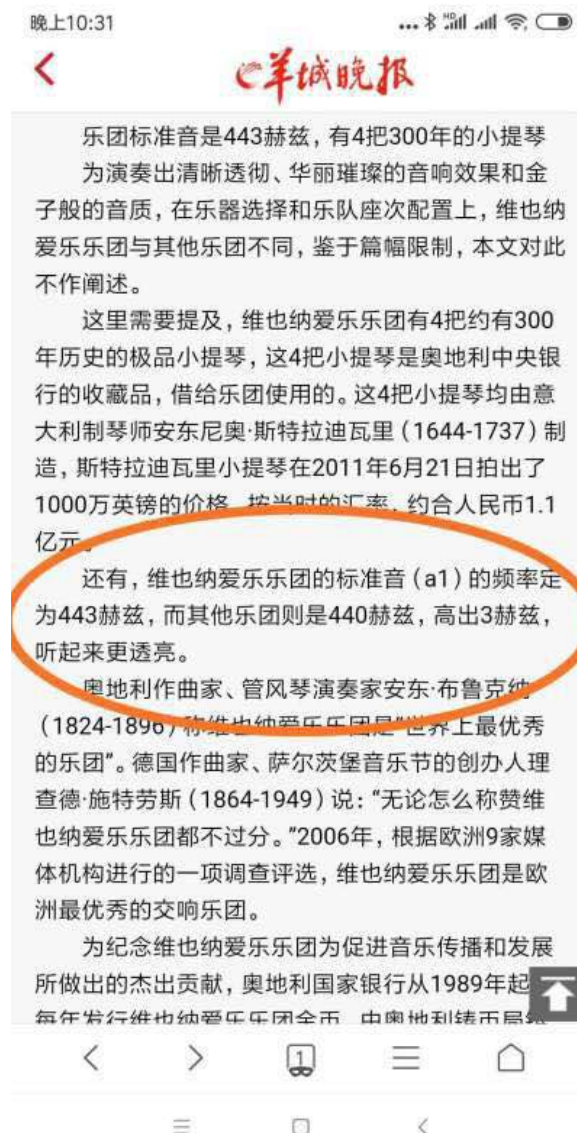 晚上10:31
HD
羊城晚报
乐团标准音是443赫兹，有4把300年的小提琴
为演奏出清晰透彻、华丽璀璨的音响效果和金
子般的音质，在乐器选择和乐队座次配置上，维也纳
爱乐乐团与其他乐团不同，鉴于篇幅限制，本文对此
不作阐述。
这里需要提及，维也纳爱乐乐团有4把约有300
年历史的极品小提琴，这4把小提琴是奥地利中央银
行的收藏品，借给乐团使用的。这4把小提琴均由意
大利制琴师安东尼奥·斯特拉迪瓦里（1644-1737）制
造，斯特拉迪瓦里小提琴在2011年6月21日拍出了
1000万英镑的价格，按当时的汇率，约合人民币1.1
亿元。
还有，维也纳爱乐乐团的标准音（a1）的频率定
为443赫兹，而其他乐团则是440赫兹，高出3赫兹，
听起来更透亮。
奥地利作曲家、管风琴演奏家安东·布鲁克纳
（1824-1896）称维也纳爱乐乐团是“世界上最优秀
的乐团”。德国作曲家、萨尔茨堡音乐节的创办人理
查德·施特劳斯（1864-1949）说：“无论怎么称赞维
也纳爱乐乐团都不过分。”2006年，根据欧洲9家媒
体机构进行的一项调查评选，维也纳爱乐乐团是欧
洲最优秀的交响乐团。
为纪念维也纳爱乐乐团为促进音乐传播和发展
所做出的杰出贡献，奥地利国家银行从1989年起
每年发行维也纳爱乐乐团金币，由奥地利铸币局
1